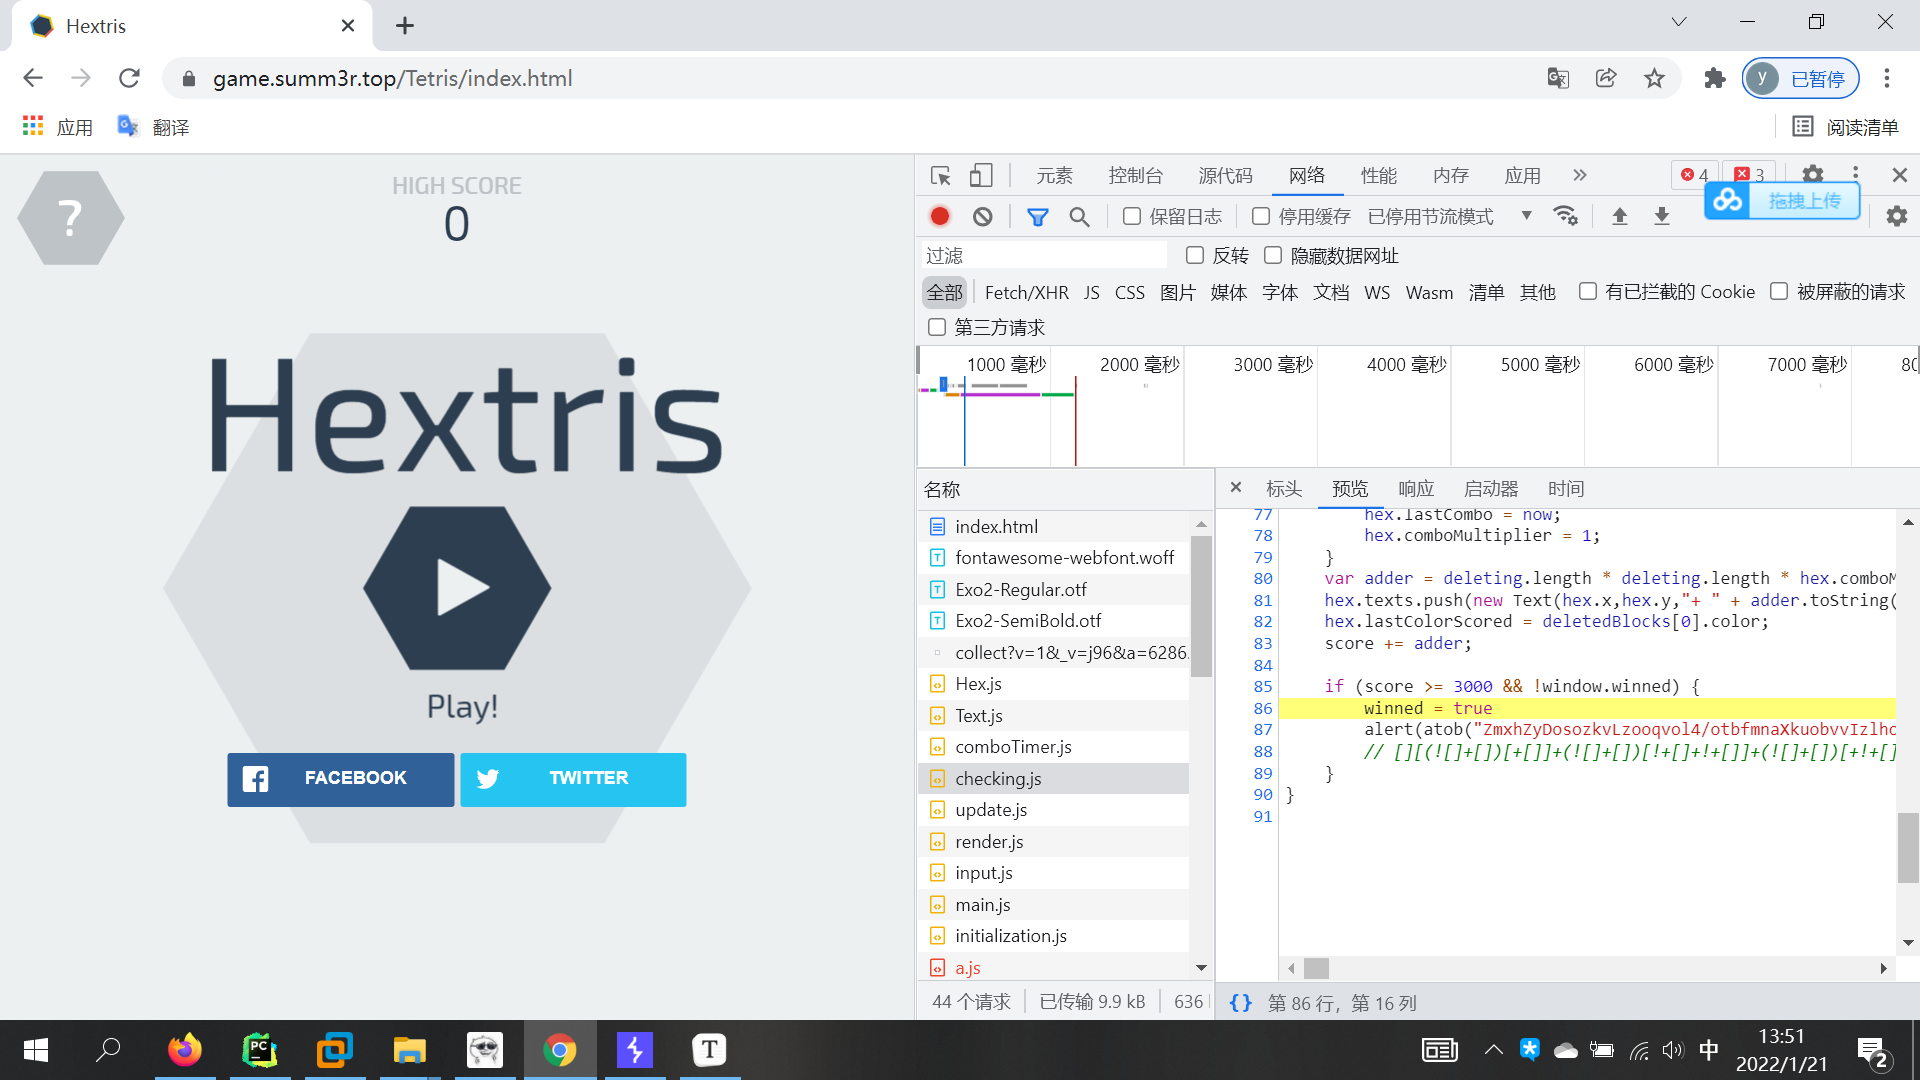 Hextris
game.summ3r.top/Tetris/index.html
y 已暂停
应用 翻译
阅读清单
?
HIGH SCORE
0
Hextris
Play!
FACEBOOK
TWITTER
元素 控制台 源代码 网络 性能 内存 应用 » 4 3
拖拽上传
保留日志 停用缓存 已停用节流模式
过滤 反转 隐藏数据网址
全部 Fetch/XHR JS CSS 图片 媒体 字体 文档 WS Wasm 清单 其他 有已拦截的 Cookie 被屏蔽的请求
第三方请求
1000 毫秒 2000 毫秒 3000 毫秒 4000 毫秒 5000 毫秒 6000 毫秒 7000 毫秒 80
名称
index.html
fontawesome-webfont.woff
Exo2-Regular.otf
Exo2-SemiBold.otf
collect?v=1&_v=j96&a=6286.
Hex.js
Text.js
comboTimer.js
checking.js
update.js
render.js
input.js
main.js
initialization.js
a.js
44 个请求 已传输 9.9 kB 636
标头 预览 响应 启动器 时间
77 hex.lastCombo = now;
78 hex.comboMultiplier = 1;
79 }
80 var adder = deleting.length * deleting.length * hex.comboM
81 hex.texts.push(new Text(hex.x,hex.y,"+ " + adder.toString(
82 hex.lastColorScored = deletedBlocks[0].color;
83 score += adder;
84
85 if (score >= 3000 && !window.winned) {
86 winned = true
87 alert(atob("ZmxhZyDosozkvLzooqvol4/otbfmnaXkuobvvIzlhc
88 // [][(![]+[])[+[]]+(![]+[])[!+[]+!+[]]+(![]+[])[+!+[]
89 }
90 }
91
{} 第 86 行，第 16 列
PC
T
中
13:51
2022/1/21
2